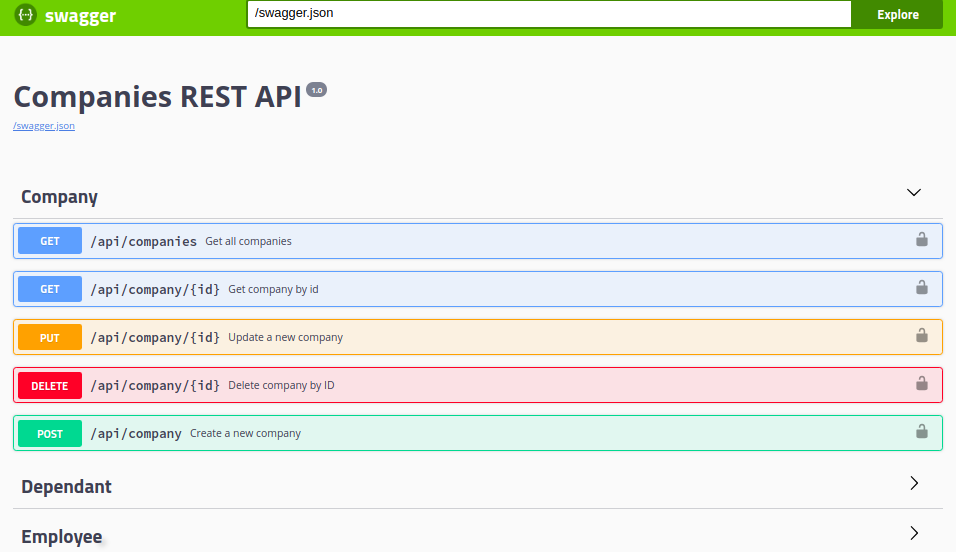 swagger /swagger.json Explore
Companies REST API 1.0
/swagger.json
Company
GET /api/companies Get all companies
GET /api/company/{id} Get company by id
PUT /api/company/{id} Update a new company
DELETE /api/company/{id} Delete company by ID
POST /api/company Create a new company
Dependant
Employee